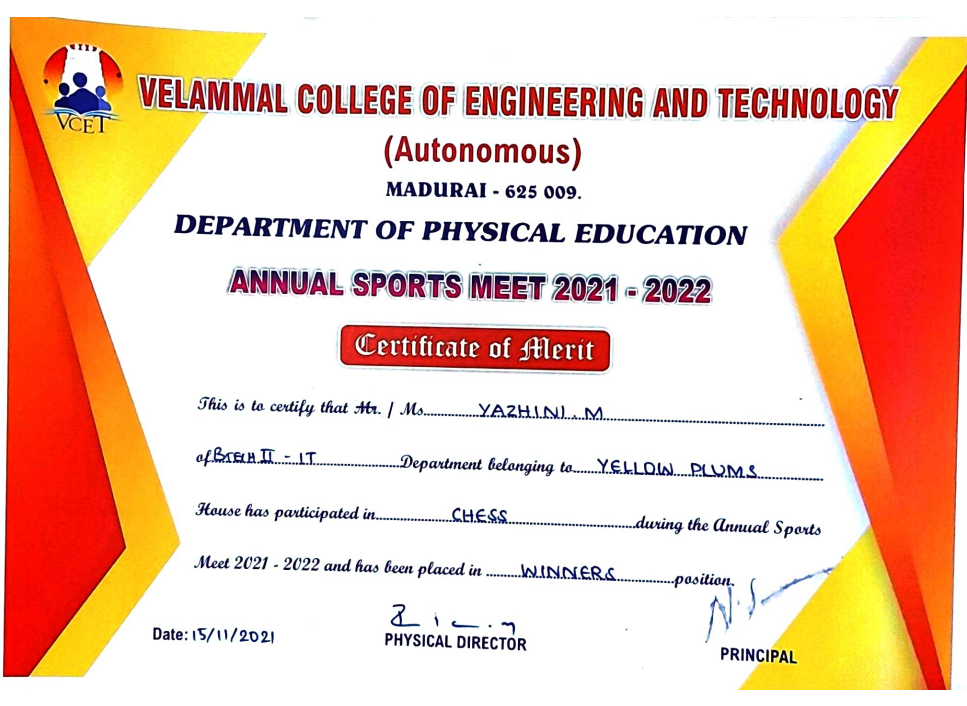 VCET
VELAMMAL COLLEGE OF ENGINEERING AND TECHNOLOGY
(Autonomous)
MADURAI - 625 009.
DEPARTMENT OF PHYSICAL EDUCATION
ANNUAL SPORTS MEET 2021 - 2022
Certificate of Merit
This is to certify that Mr. / Ms. YAZHINI. M
of BTECH II - IT Department belonging to YELLOW PLUMS
House has participated in CHESS during the Annual Sports
Meet 2021 - 2022 and has been placed in WINNERS position.
Date: 15/11/2021
PHYSICAL DIRECTOR
PRINCIPAL